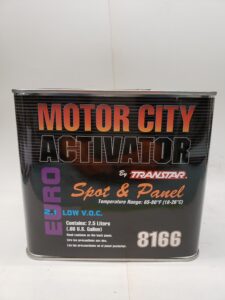 MOTOR CITY
ACTIVATOR
By TRANSTAR
EURO
Spot & Panel
Temperature Range: 65-80°F (18-26°C)
LOW V.O.C.
Contains: 2.5 Liters
(.66 U.S. Gallon)
8166